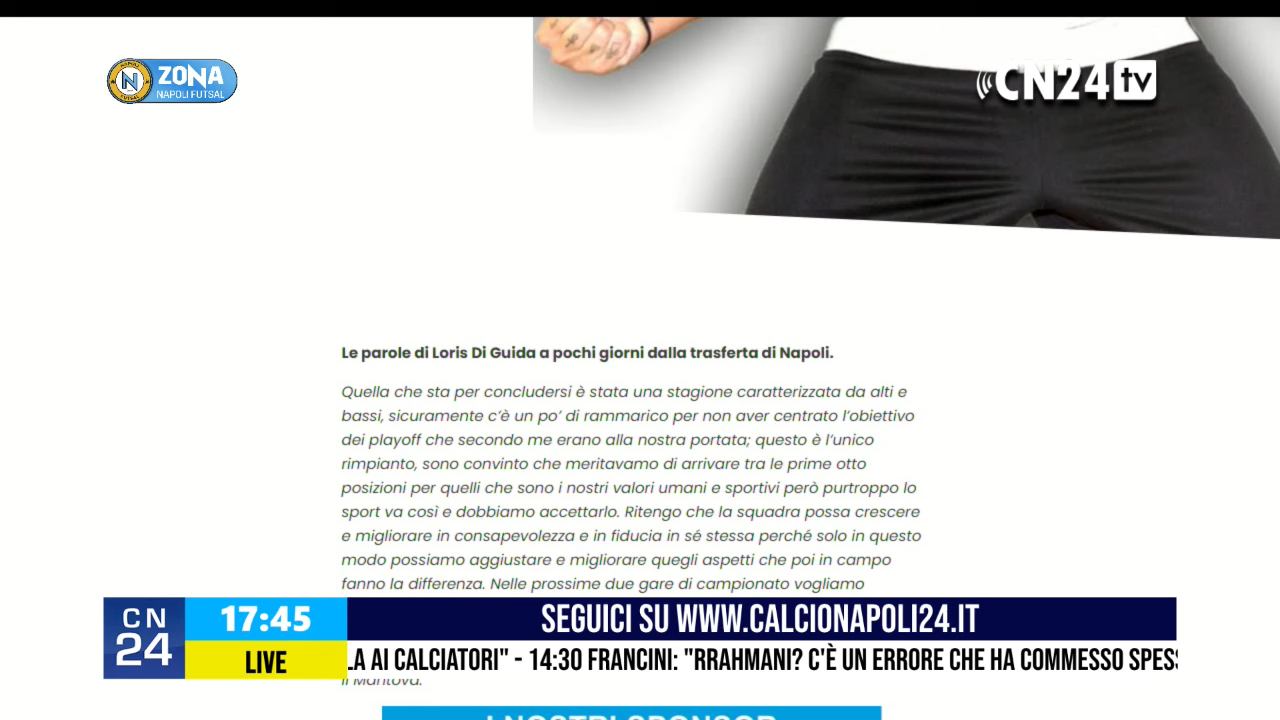 ZONA
NAPOLI FUTSAL
CN24 tv
Le parole di Loris Di Guida a pochi giorni dalla trasferta di Napoli.
Quella che sta per concludersi è stata una stagione caratterizzata da alti e
bassi, sicuramente c’è un po’ di rammarico per non aver centrato l’obiettivo
dei playoff che secondo me erano alla nostra portata; questo è l’unico
rimpianto, sono convinto che meritavamo di arrivare tra le prime otto
posizioni per quelli che sono i nostri valori umani e sportivi però purtroppo lo
sport va così e dobbiamo accettarlo. Ritengo che la squadra possa crescere
e migliorare in consapevolezza e in fiducia in sé stessa perché solo in questo
modo possiamo aggiustare e migliorare quegli aspetti che poi in campo
fanno la differenza. Nelle prossime due gare di campionato vogliamo
CN
24
17:45
LIVE
SEGUICI SU WWW.CALCIONAPOLI24.IT
LA AI CALCIATORI" - 14:30 FRANCINI: "RRAHMANI? C'È UN ERRORE CHE HA COMMESSO SPES
il Mantova.
I NOSTRI SPONSOR